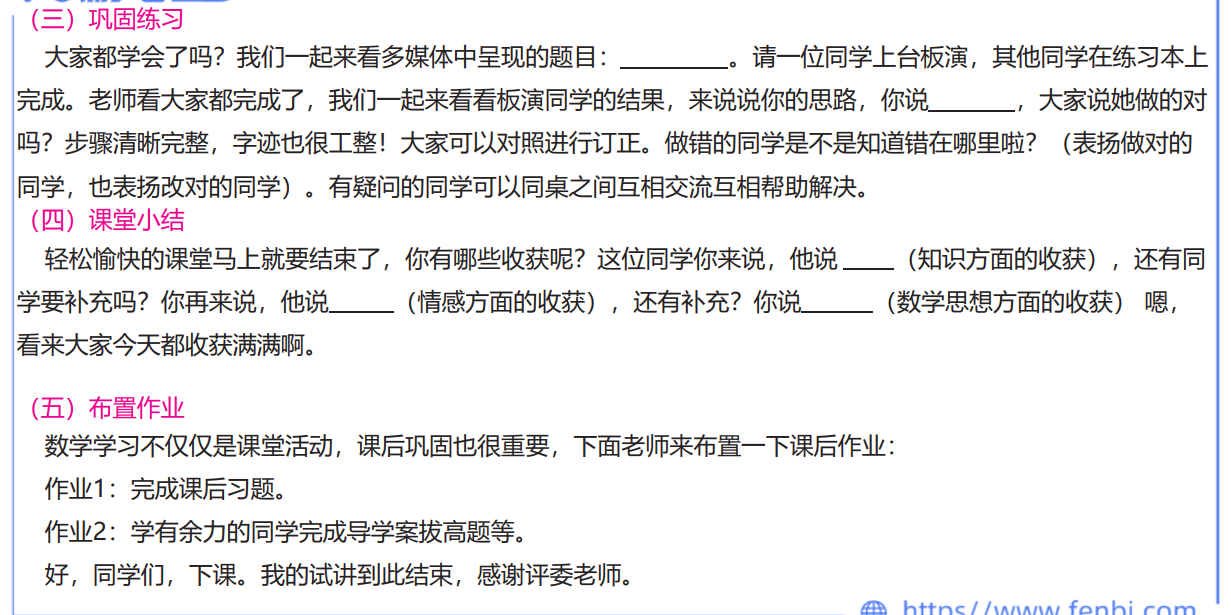 （三）巩固练习
大家都学会了吗？我们一起来看多媒体中呈现的题目：_________。请一位同学上台板演，其他同学在练习本上
完成。老师看大家都完成了，我们一起来看看板演同学的结果，来说说你的思路，你说_______，大家说她做的对
吗？步骤清晰完整，字迹也很工整！大家可以对照进行订正。做错的同学是不是知道错在哪里啦？（表扬做对的
同学，也表扬改对的同学）。有疑问的同学可以同桌之间互相交流互相帮助解决。
（四）课堂小结
轻松愉快的课堂马上就要结束了，你有哪些收获呢？这位同学你来说，他说 ____（知识方面的收获），还有同
学要补充吗？你再来说，他说_____（情感方面的收获），还有补充？你说______（数学思想方面的收获） 嗯，
看来大家今天都收获满满啊。
（五）布置作业
数学学习不仅仅是课堂活动，课后巩固也很重要，下面老师来布置一下课后作业：
作业1：完成课后习题。
作业2：学有余力的同学完成导学案拔高题等。
好，同学们，下课。我的试讲到此结束，感谢评委老师。
https//www.fenbi.com